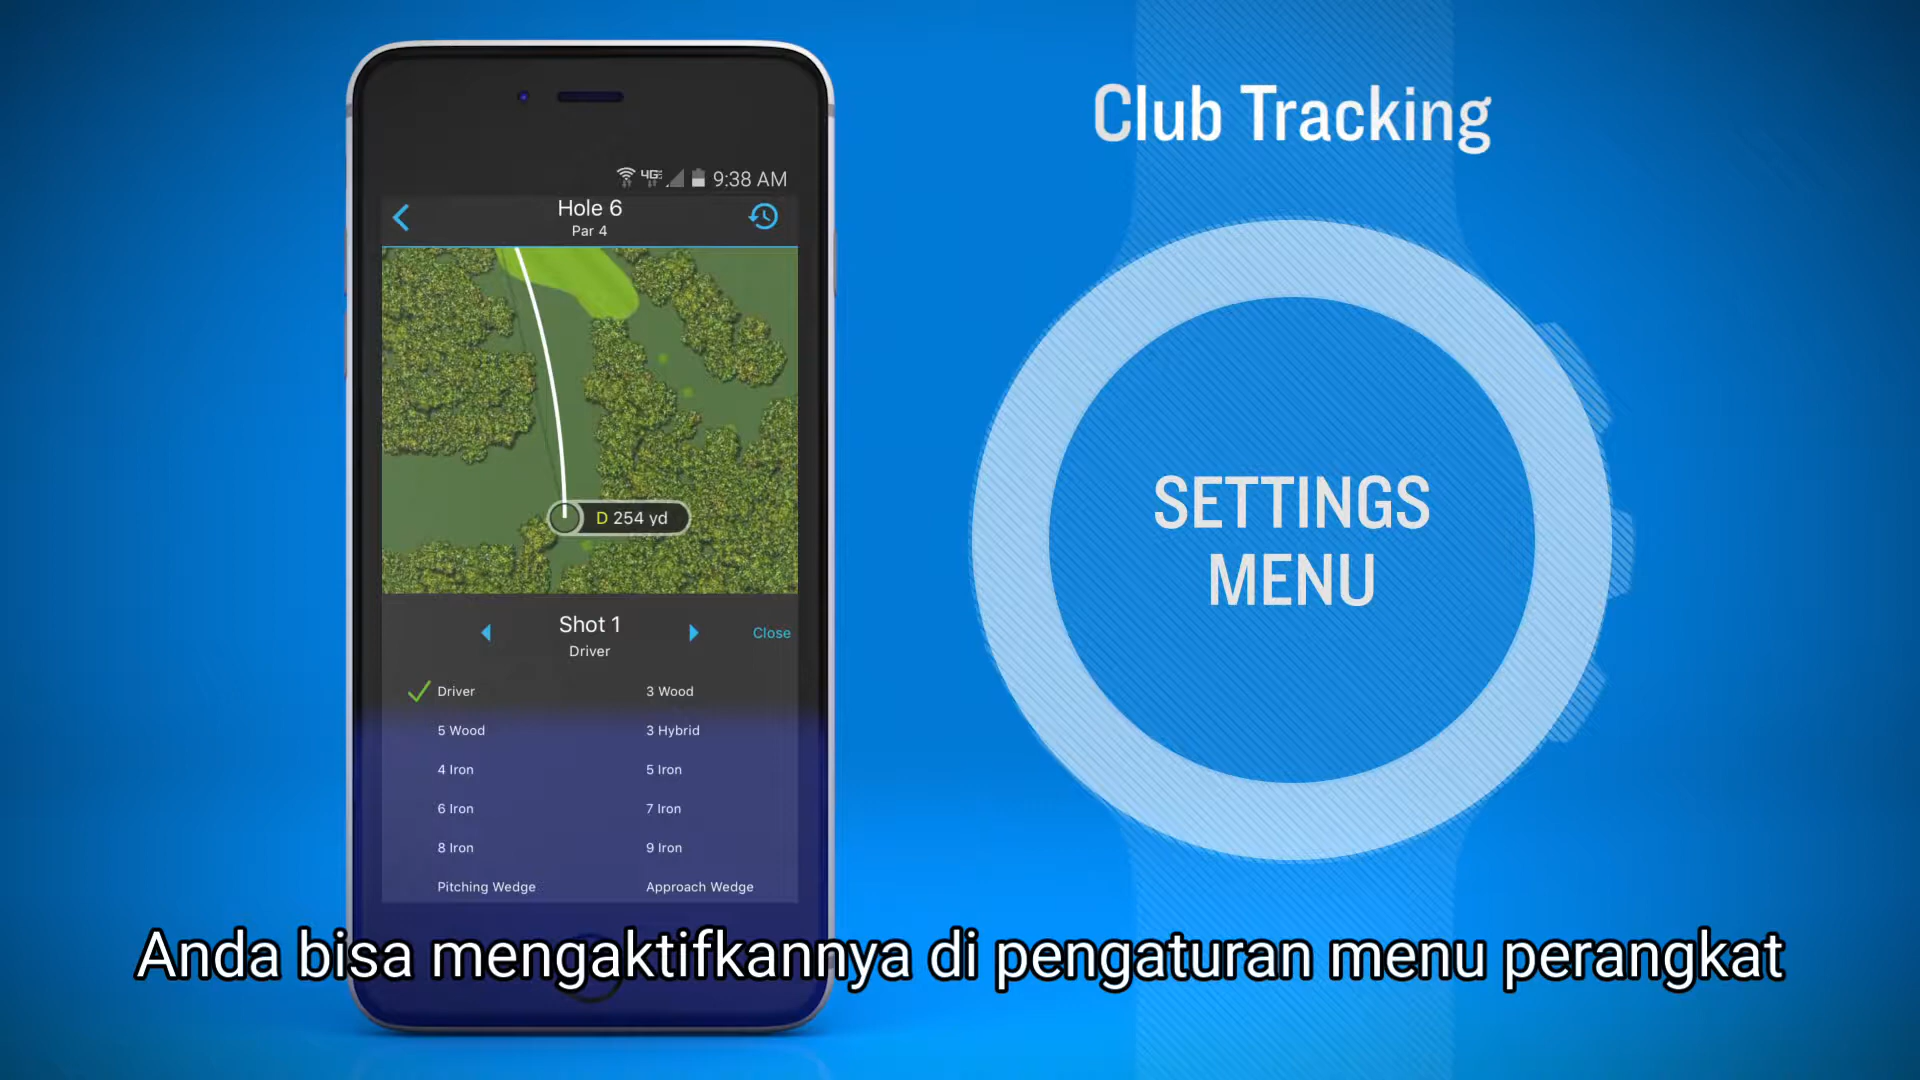 Club Tracking
4G
9:38 AM
Hole 6
Par 4
D 254 yd
Shot 1
Close
Driver
Driver
3 Wood
5 Wood
3 Hybrid
4 Iron
5 Iron
6 Iron
7 Iron
8 Iron
9 Iron
Pitching Wedge
Approach Wedge
SETTINGS
MENU
Anda bisa mengaktifkannya di pengaturan menu perangkat